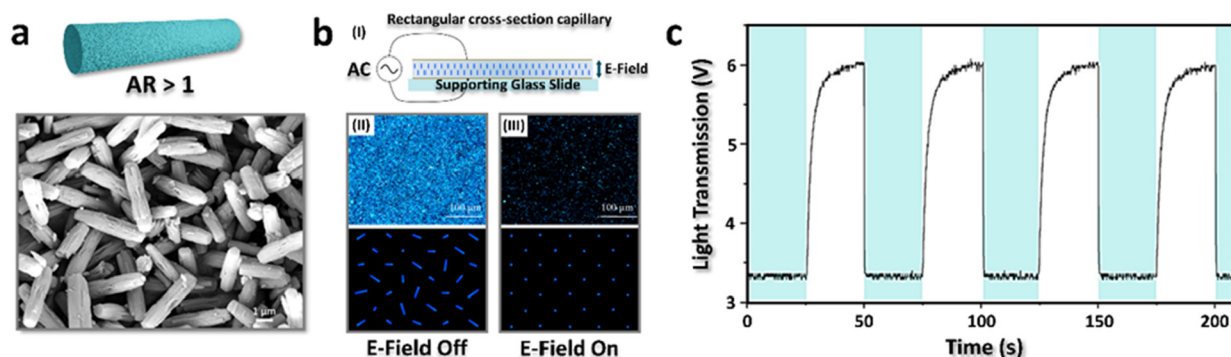 a
AR > 1
1 μm
b
(I)
Rectangular cross-section capillary
AC
E-Field
Supporting Glass Slide
(II)
100 μm
E-Field Off
(III)
100 μm
E-Field On
c
Light Transmission (V)
6
5
4
3
0
50
100
150
200
Time (s)